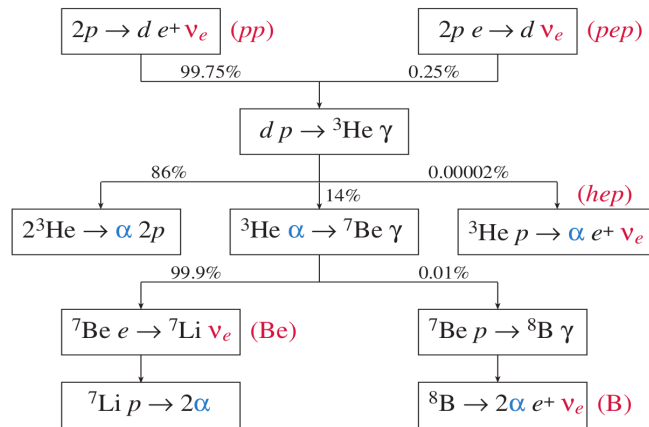 2p → d e⁺ νₑ (pp) 2p e → d νₑ (pep)
99.75% 0.25%
d p → ³He γ
86% 14% 0.00002%
(hep)
2³He → α 2p ³He α → ⁷Be γ ³He p → α e⁺ νₑ
99.9% 0.01%
⁷Be e → ⁷Li νₑ (Be) ⁷Be p → ⁸B γ
⁷Li p → 2α ⁸B → 2α e⁺ νₑ (B)